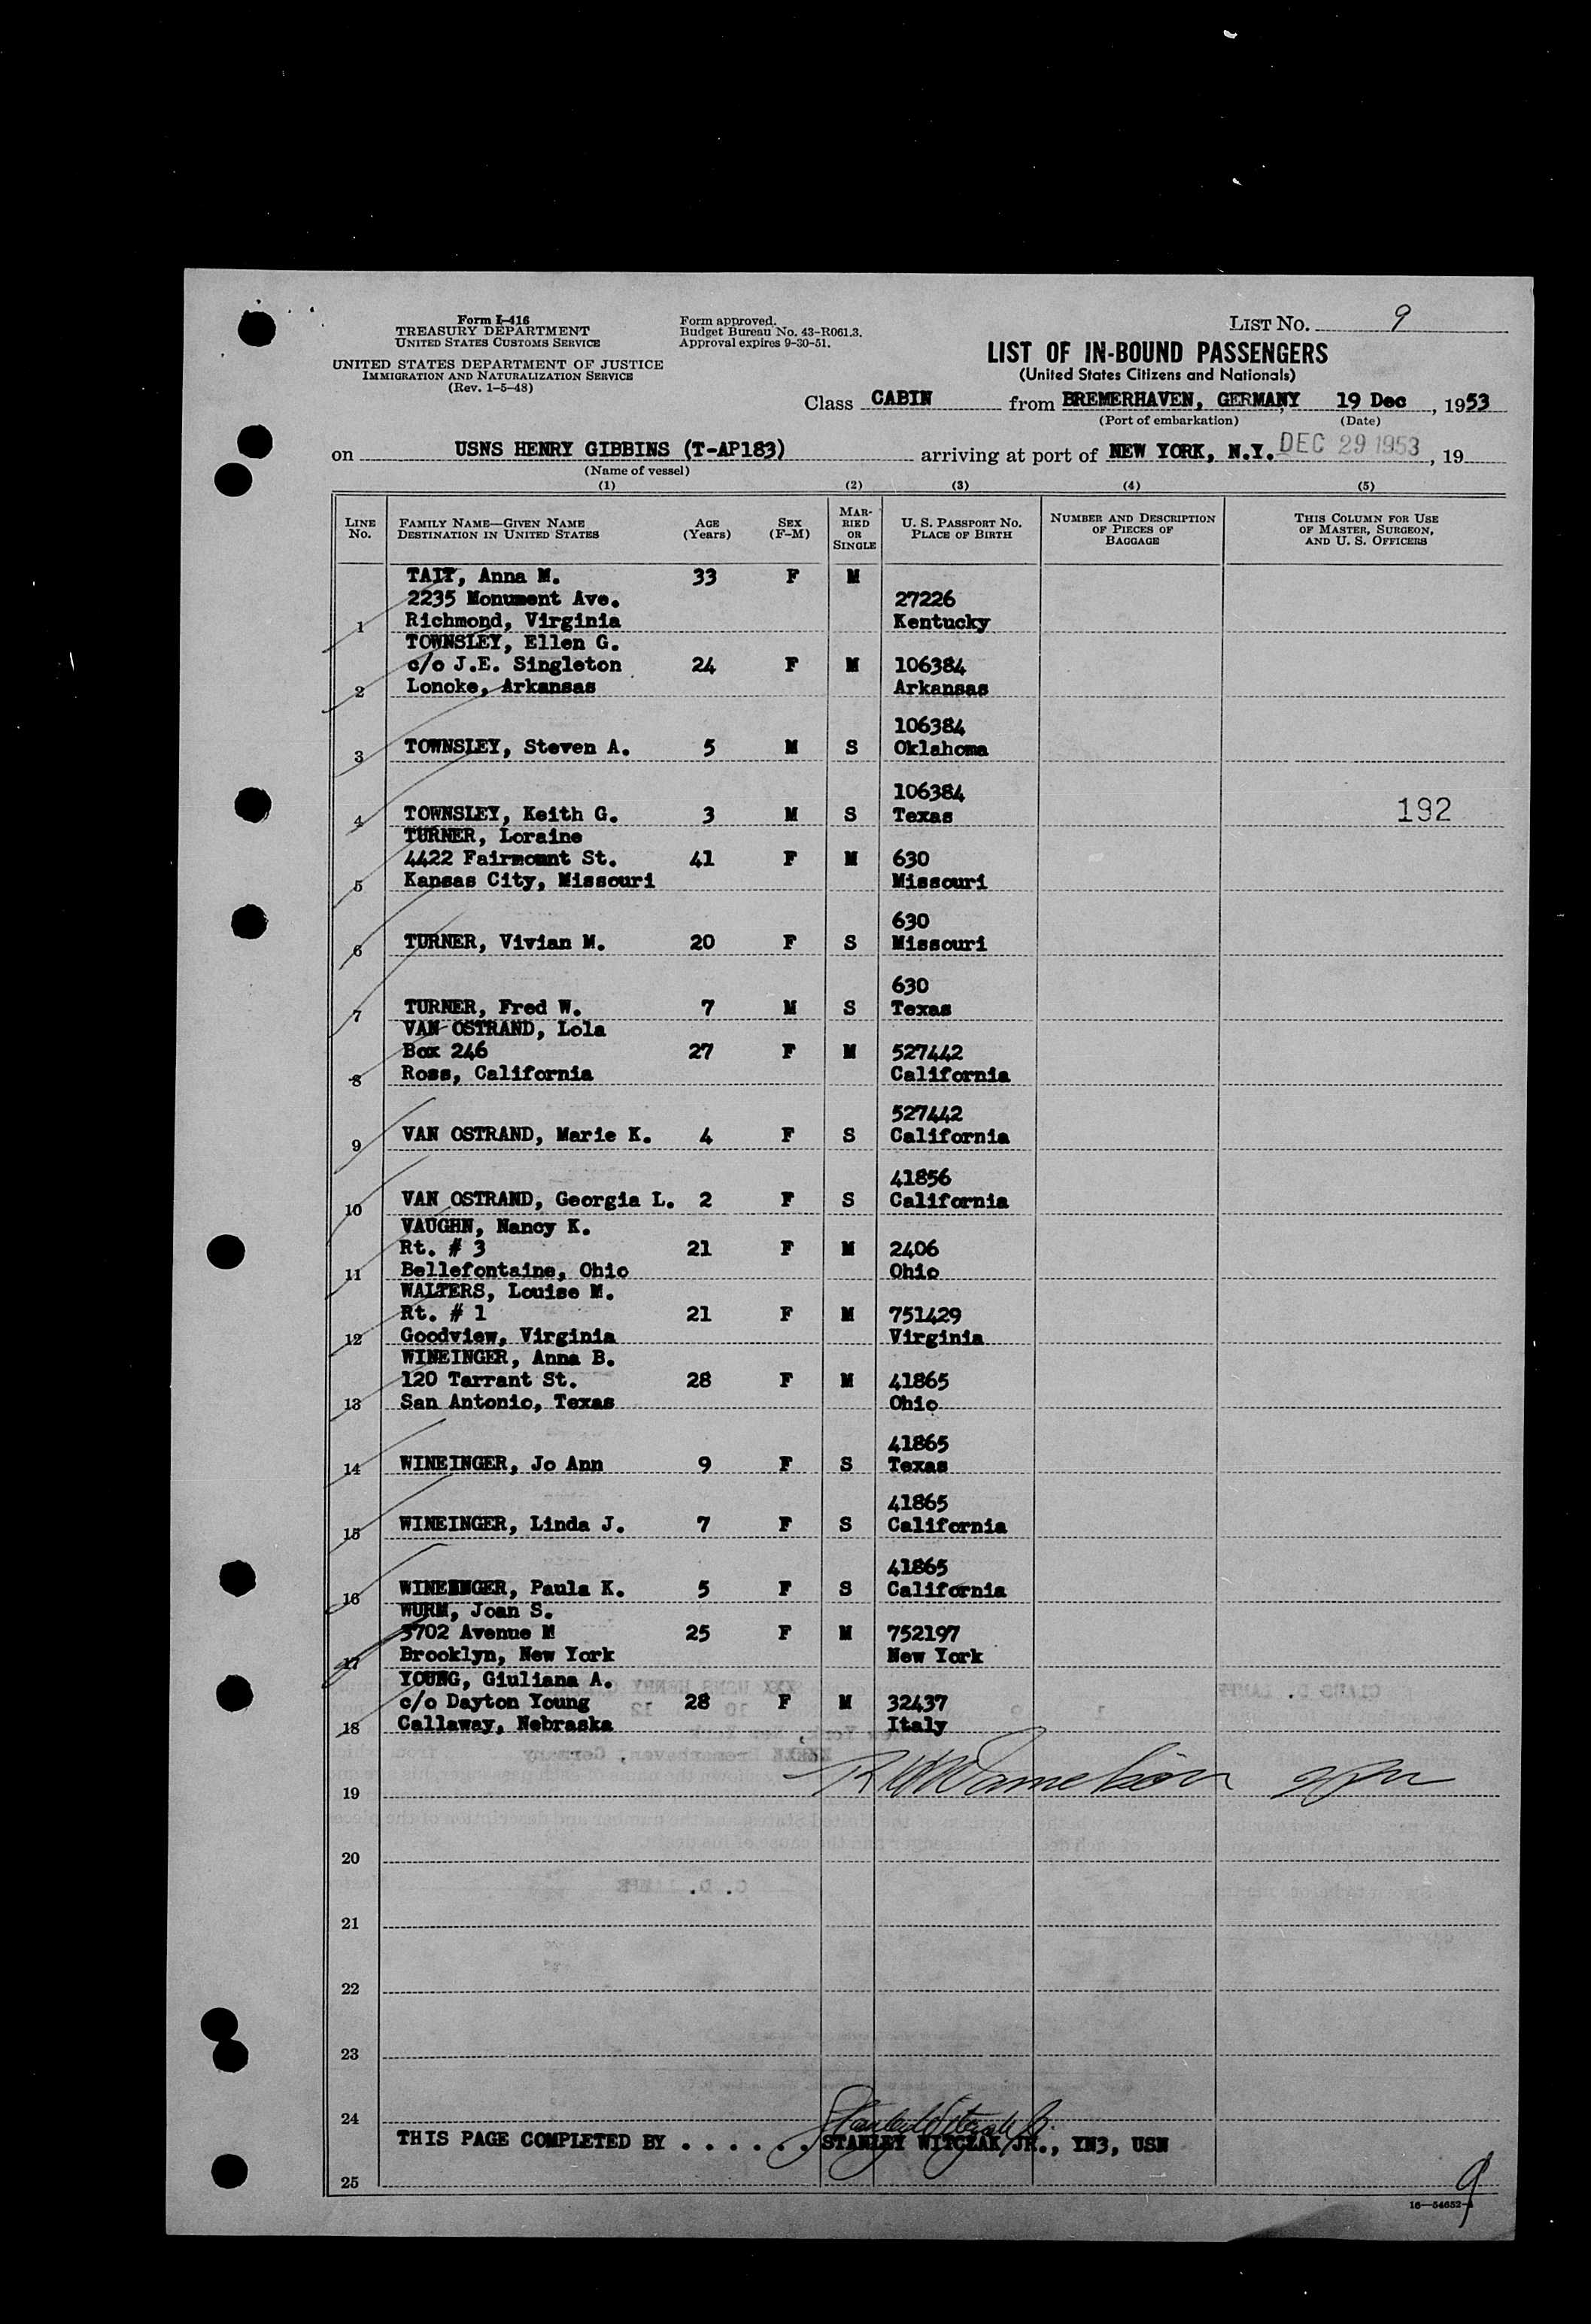 Form I-416
TREASURY DEPARTMENT
UNITED STATES CUSTOMS SERVICE
UNITED STATES DEPARTMENT OF JUSTICE
IMMIGRATION AND NATURALIZATION SERVICE
(Rev. 1-5-48)
Form approved.
Budget Bureau No. 43-R061.3.
Approval expires 9-30-51.
LIST NO. 9
LIST OF IN-BOUND PASSENGERS
(United States Citizens and Nationals)
Class CABIN from BREMERHAVEN, GERMANY 19 Dec, 1953
(Port of embarkation) (Date)
on USNS HENRY GIBBINS (T-AP183) arriving at port of NEW YORK, N.Y. DEC 29 1953, 19
(Name of vessel)
(1) (2) (3) (4) (5)
LINE NO. FAMILY NAME—GIVEN NAME DESTINATION IN UNITED STATES AGE (Years) SEX (F-M) MARRIED OR SINGLE U. S. PASSPORT NO. PLACE OF BIRTH NUMBER AND DESCRIPTION OF PIECES OF BAGGAGE THIS COLUMN FOR USE OF MASTER, SURGEON, AND U. S. OFFICERS
TAIT, Anna M. 33 F M
2235 Monument Ave. 27226
1 Richmond, Virginia Kentucky
TOWNSLEY, Ellen G.
c/o J.E. Singleton 24 F M 106384
2 Lonoke, Arkansas Arkansas
106384
3 TOWNSLEY, Steven A. 5 M S Oklahoma
106384
4 TOWNSLEY, Keith G. 3 M S Texas 192
TURNER, Loraine
4422 Fairmount St. 41 F M 630
5 Kansas City, Missouri Missouri
630
6 TURNER, Vivian M. 20 F S Missouri
630
7 TURNER, Fred W. 7 M S Texas
VAN OSTRAND, Lola
Box 246 27 F M 527442
8 Ross, California California
527442
9 VAN OSTRAND, Marie K. 4 F S California
41856
10 VAN OSTRAND, Georgia L. 2 F S California
VAUGHN, Nancy K.
Rt. # 3 21 F M 2406
11 Bellefontaine, Ohio Ohio
WALTERS, Louise M.
Rt. # 1 21 F M 751429
12 Goodview, Virginia Virginia
WINEINGER, Anna B.
120 Tarrant St. 28 F M 41865
13 San Antonio, Texas Ohio
41865
14 WINEINGER, Jo Ann 9 F S Texas
41865
15 WINEINGER, Linda J. 7 F S California
41865
16 WINEINGER, Paula K. 5 F S California
WURM, Joan S.
3702 Avenue M 25 F M 752197
17 Brooklyn, New York New York
YOUNG, Giuliana A.
c/o Dayton Young 28 F M 32437
18 Callaway, Nebraska Italy
19
20
21
22
23
24
THIS PAGE COMPLETED BY . . . . . . STANLEY WITCZAK JR., YN3, USN
25
9